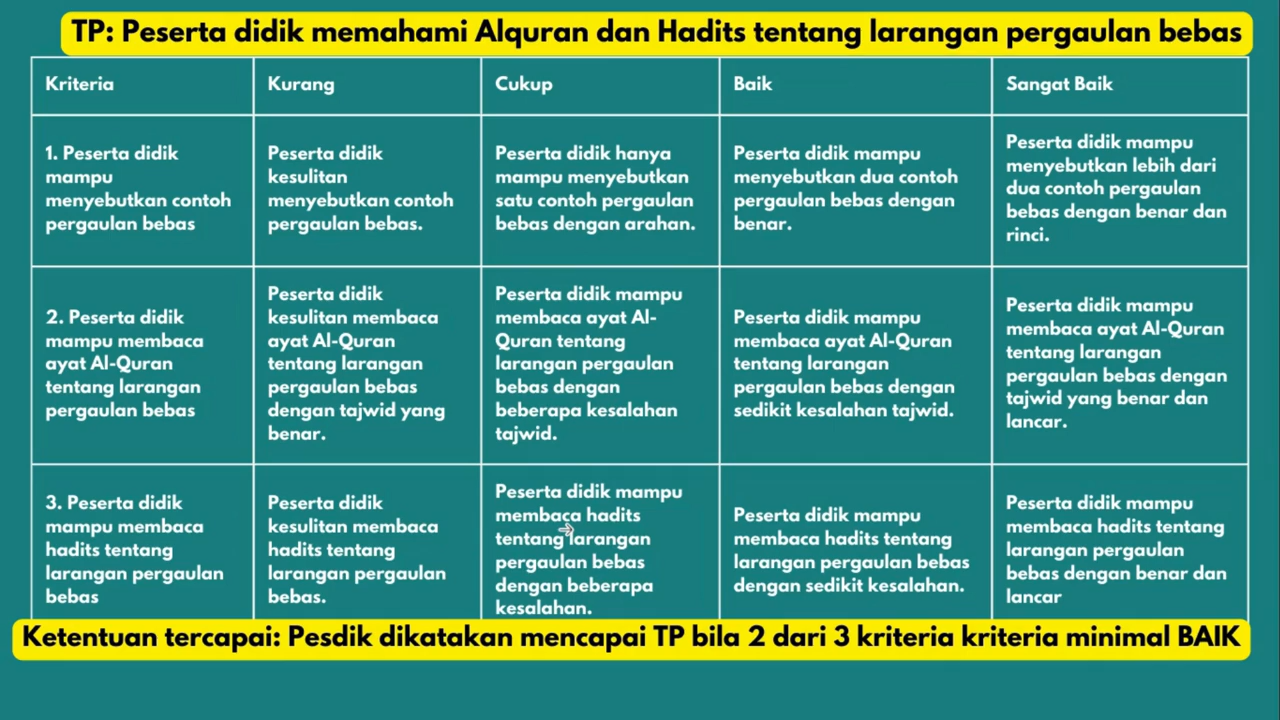 TP: Peserta didik memahami Alquran dan Hadits tentang larangan pergaulan bebas
Kriteria
Kurang
Cukup
Baik
Sangat Baik
1. Peserta didik
mampu
menyebutkan contoh
pergaulan bebas
Peserta didik
kesulitan
menyebutkan contoh
pergaulan bebas.
Peserta didik hanya
mampu menyebutkan
satu contoh pergaulan
bebas dengan arahan.
Peserta didik mampu
menyebutkan dua contoh
pergaulan bebas dengan
benar.
Peserta didik mampu
menyebutkan lebih dari
dua contoh pergaulan
bebas dengan benar dan
rinci.
2. Peserta didik
mampu membaca
ayat Al-Quran
tentang larangan
pergaulan bebas
Peserta didik
kesulitan membaca
ayat Al-Quran
tentang larangan
pergaulan bebas
dengan tajwid yang
benar.
Peserta didik mampu
membaca ayat Al-
Quran tentang
larangan pergaulan
bebas dengan
beberapa kesalahan
tajwid.
Peserta didik mampu
membaca ayat Al-Quran
tentang larangan
pergaulan bebas dengan
sedikit kesalahan tajwid.
Peserta didik mampu
membaca ayat Al-Quran
tentang larangan
pergaulan bebas dengan
tajwid yang benar dan
lancar.
3. Peserta didik
mampu membaca
hadits tentang
larangan pergaulan
bebas
Peserta didik
kesulitan membaca
hadits tentang
larangan pergaulan
bebas.
Peserta didik mampu
membaca hadits
tentang larangan
pergaulan bebas
dengan beberapa
kesalahan.
Peserta didik mampu
membaca hadits tentang
larangan pergaulan bebas
dengan sedikit kesalahan.
Peserta didik mampu
membaca hadits tentang
larangan pergaulan
bebas dengan benar dan
lancar
Ketentuan tercapai: Pesdik dikatakan mencapai TP bila 2 dari 3 kriteria kriteria minimal BAIK